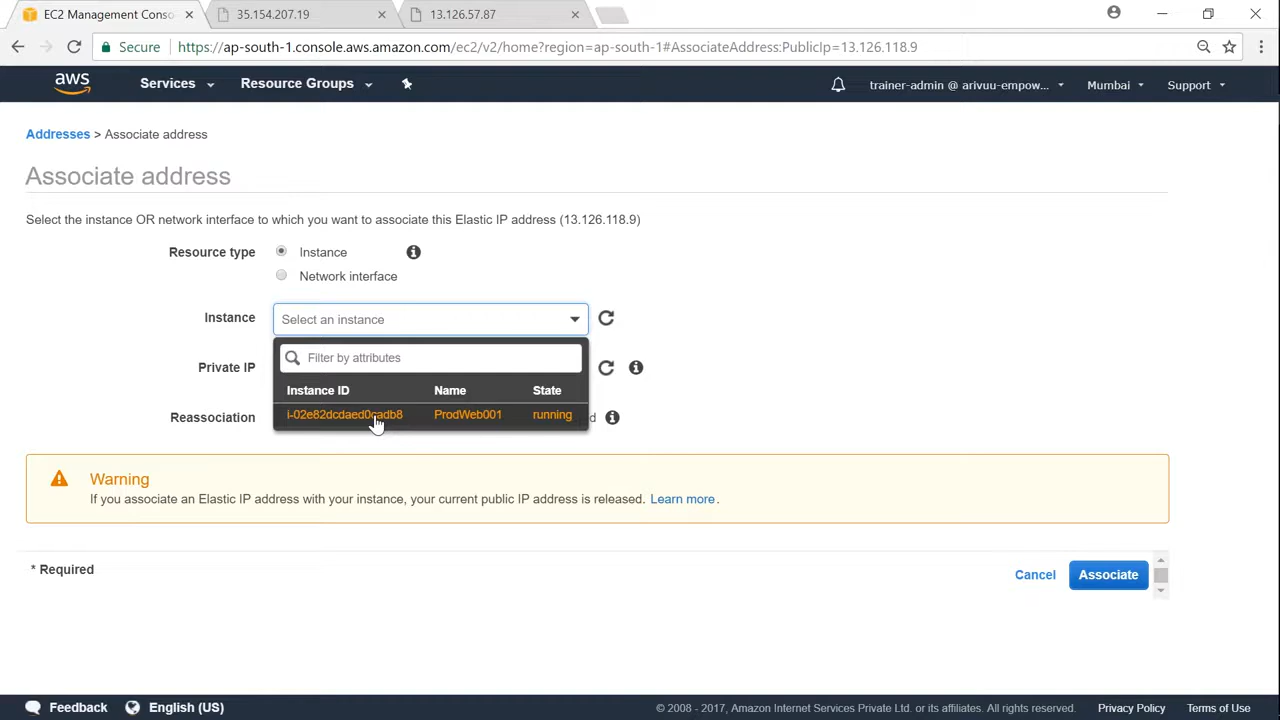 EC2 Management Conso
35.154.207.19
13.126.57.87
Secure https://ap-south-1.console.aws.amazon.com/ec2/v2/home?region=ap-south-1#AssociateAddress:PublicIp=13.126.118.9
aws Services Resource Groups trainer-admin @ arivuu-empow... Mumbai Support
Addresses > Associate address
Associate address
Select the instance OR network interface to which you want to associate this Elastic IP address (13.126.118.9)
Resource type Instance
Network interface
Instance Select an instance
Filter by attributes
Private IP
Instance ID Name State
i-02e82dcdaed0cadb8 ProdWeb001 running
Reassociation d
Warning
If you associate an Elastic IP address with your instance, your current public IP address is released. Learn more.
* Required
Cancel Associate
Feedback English (US) © 2008 - 2017, Amazon Internet Services Private Ltd. or its affiliates. All rights reserved. Privacy Policy Terms of Use